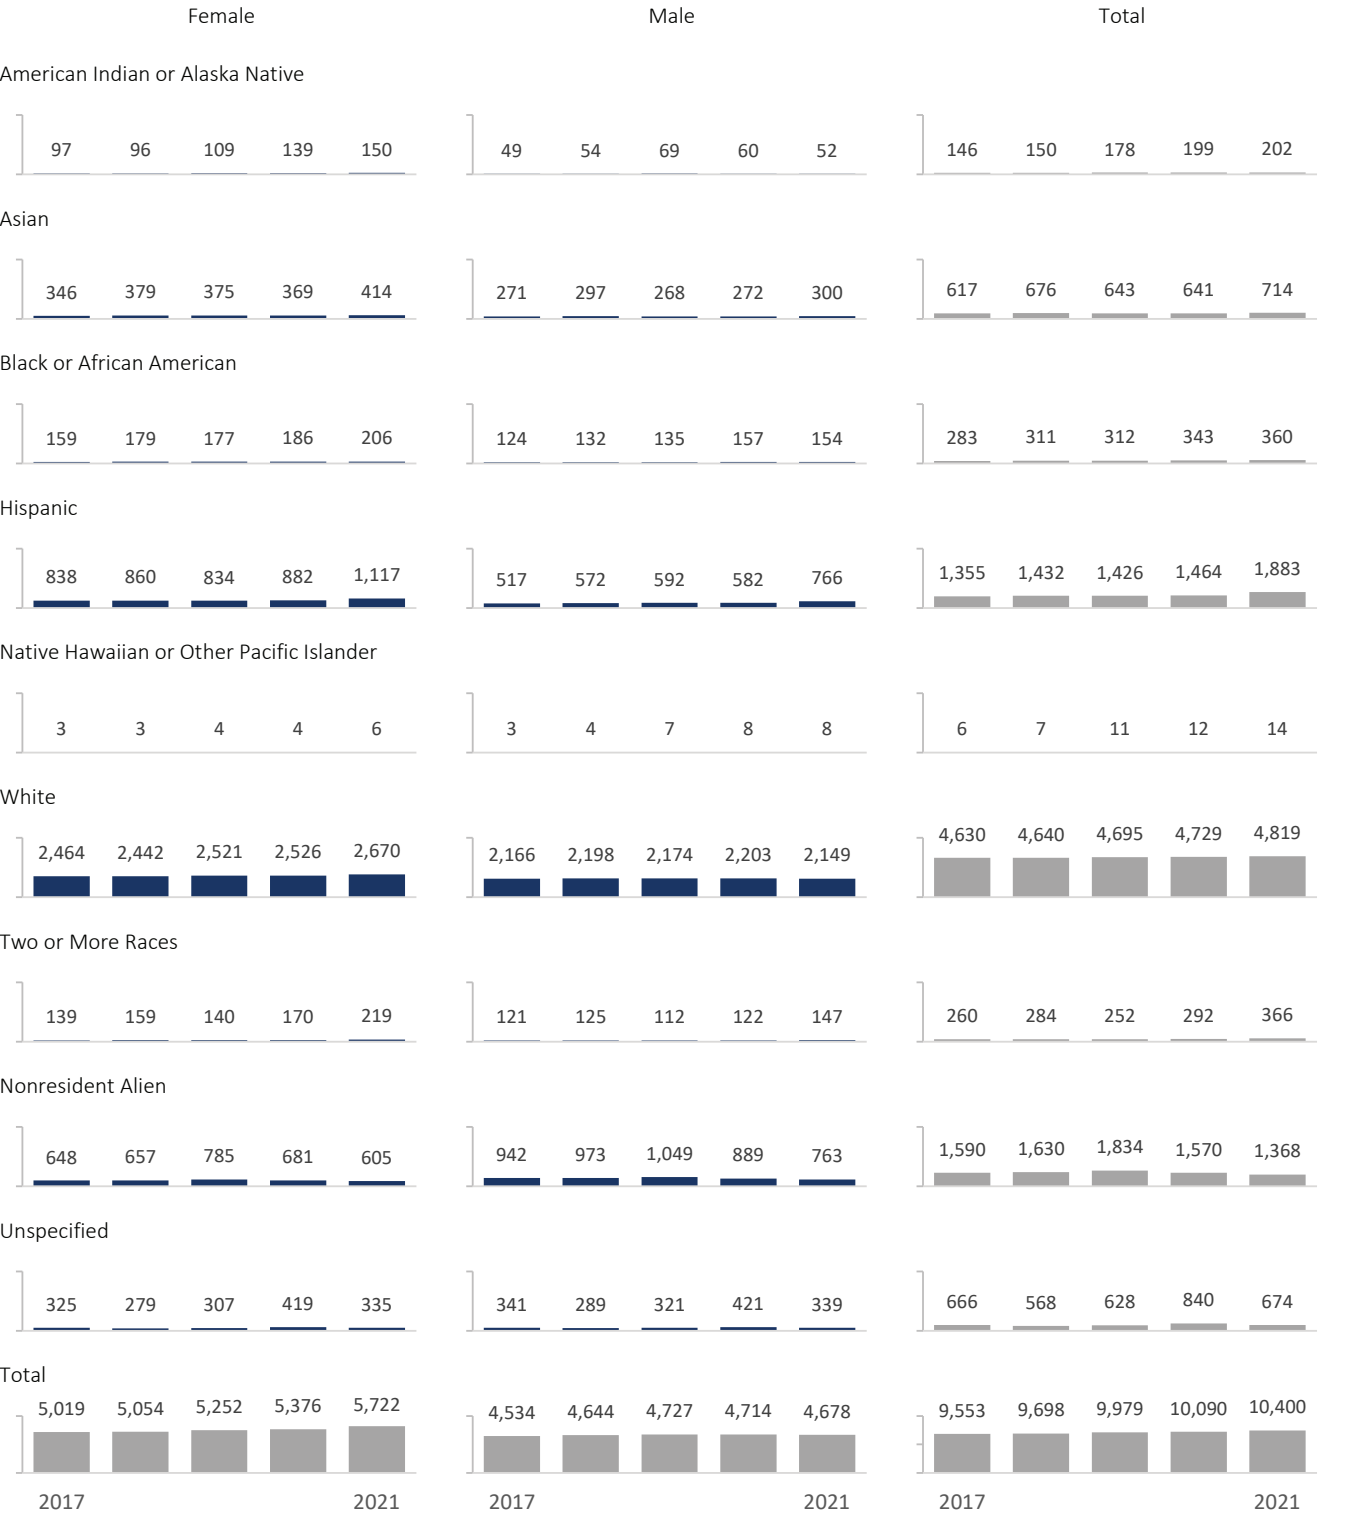 Female Male Total
American Indian or Alaska Native
97 96 109 139 150 49 54 69 60 52 146 150 178 199 202
Asian
346 379 375 369 414 271 297 268 272 300 617 676 643 641 714
Black or African American
159 179 177 186 206 124 132 135 157 154 283 311 312 343 360
Hispanic
838 860 834 882 1,117 517 572 592 582 766 1,355 1,432 1,426 1,464 1,883
Native Hawaiian or Other Pacific Islander
3 3 4 4 6 3 4 7 8 8 6 7 11 12 14
White
2,464 2,442 2,521 2,526 2,670 2,166 2,198 2,174 2,203 2,149 4,630 4,640 4,695 4,729 4,819
Two or More Races
139 159 140 170 219 121 125 112 122 147 260 284 252 292 366
Nonresident Alien
648 657 785 681 605 942 973 1,049 889 763 1,590 1,630 1,834 1,570 1,368
Unspecified
325 279 307 419 335 341 289 321 421 339 666 568 628 840 674
Total
5,019 5,054 5,252 5,376 5,722 4,534 4,644 4,727 4,714 4,678 9,553 9,698 9,979 10,090 10,400
2017 2021 2017 2021 2017 2021